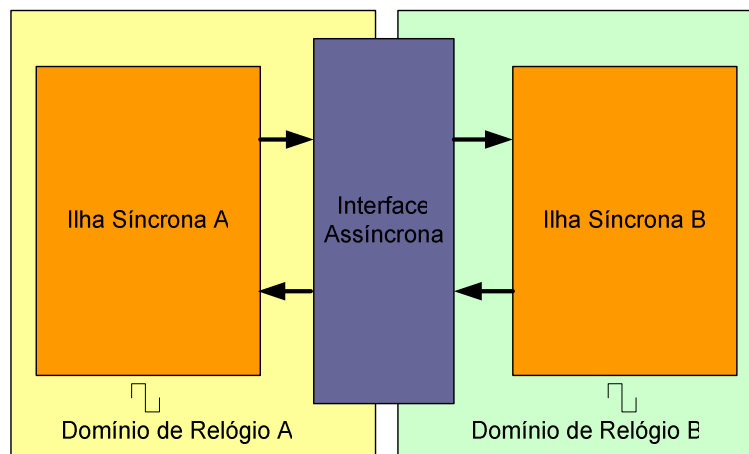 Ilha Síncrona A
Interface
Assíncrona
Ilha Síncrona B
Domínio de Relógio A
Domínio de Relógio B